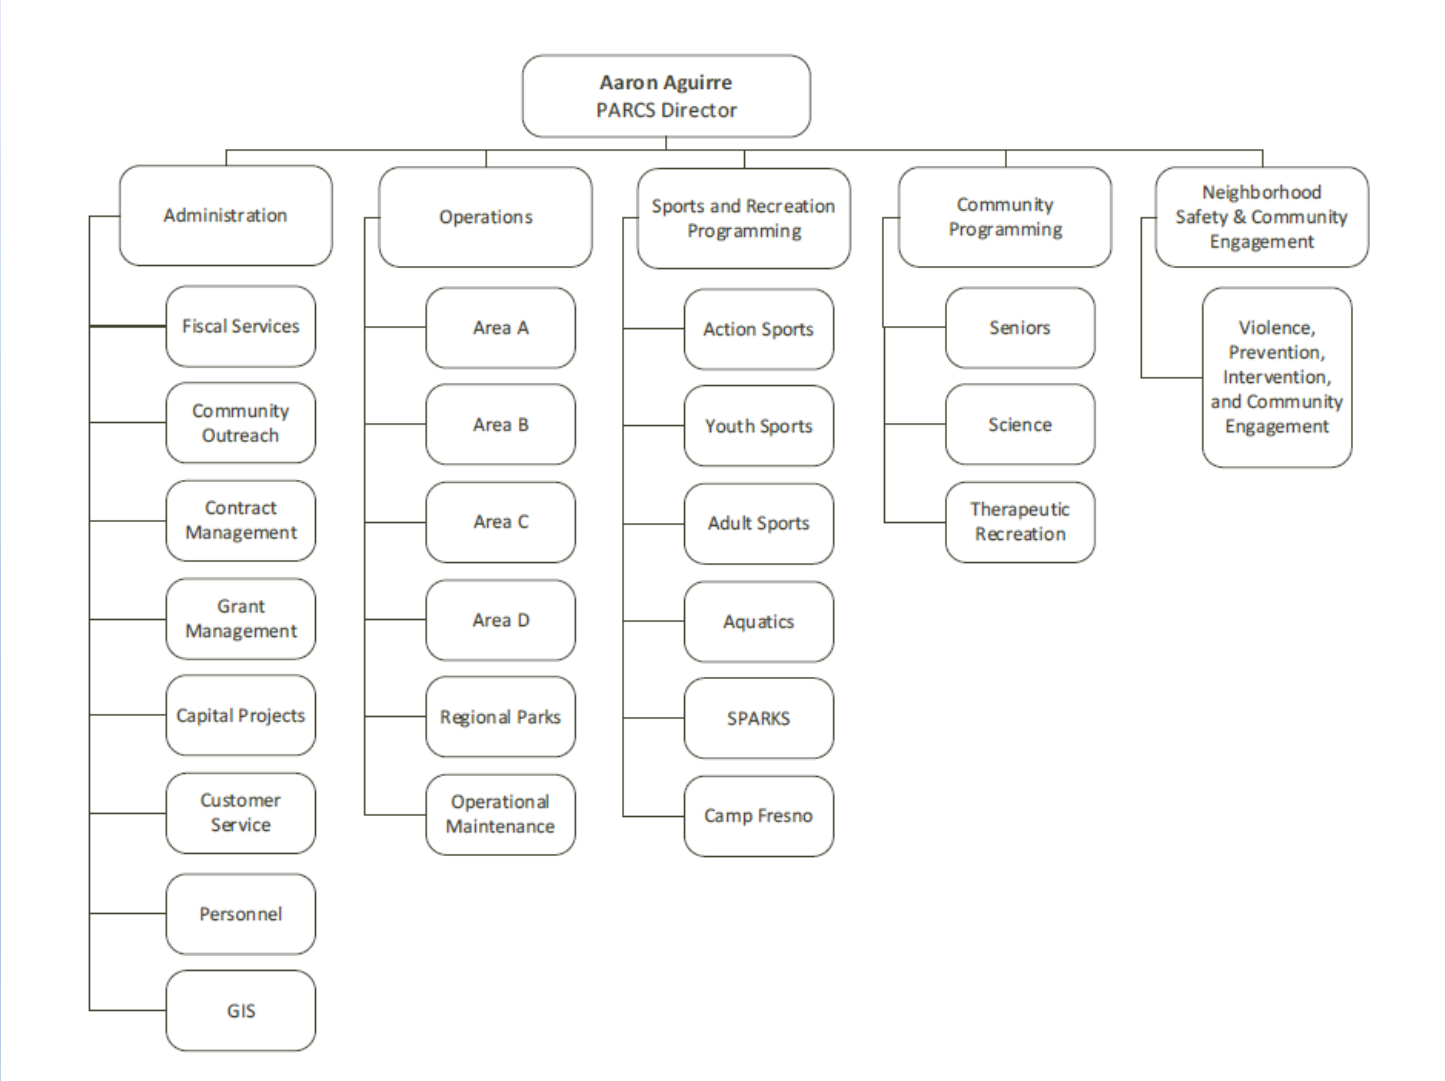 Aaron Aguirre
PARCS Director
Administration
Fiscal Services
Community
Outreach
Contract
Management
Grant
Management
Capital Projects
Customer
Service
Personnel
GIS
Operations
Area A
Area B
Area C
Area D
Regional Parks
Operational
Maintenance
Sports and Recreation
Programming
Action Sports
Youth Sports
Adult Sports
Aquatics
SPARKS
Camp Fresno
Community
Programming
Seniors
Science
Therapeutic
Recreation
Neighborhood
Safety & Community
Engagement
Violence,
Prevention,
Intervention,
and Community
Engagement